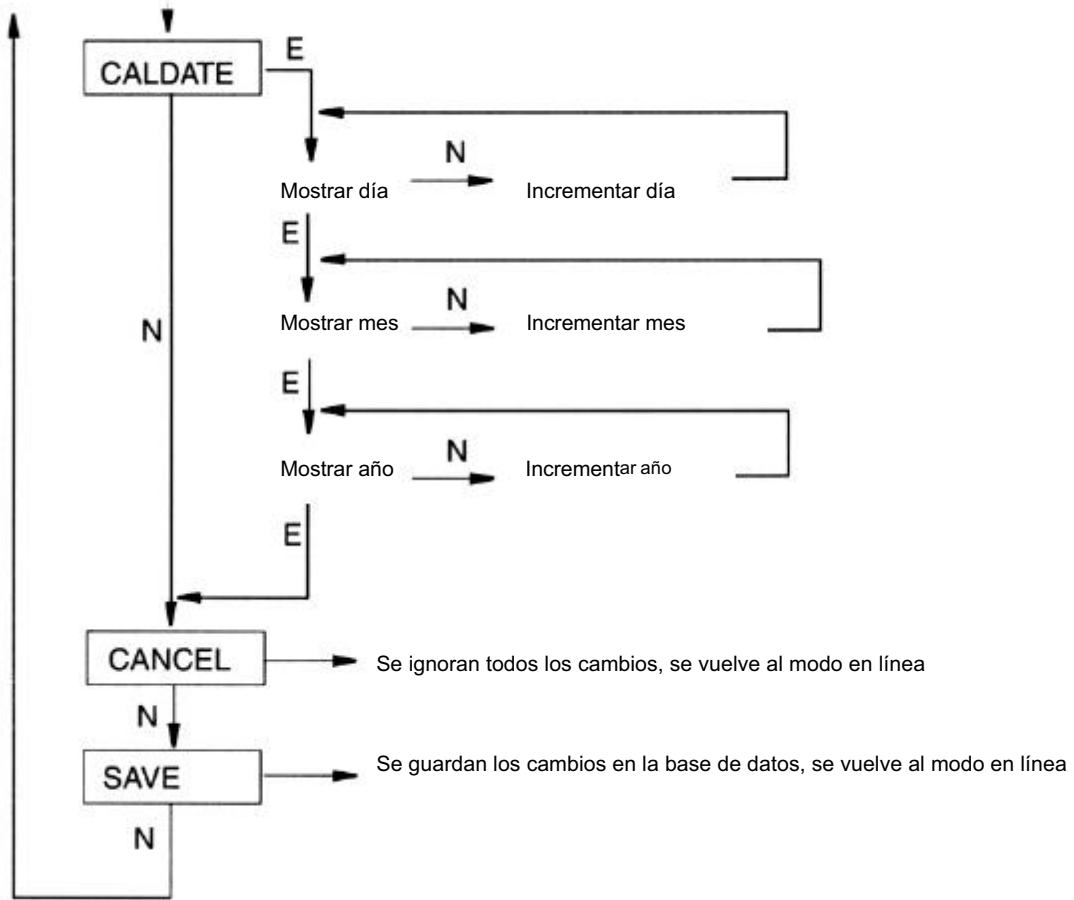 E
CALDATE
N
Mostrar día
Incrementar día
E
N
Mostrar mes
Incrementar mes
N
E
N
Mostrar año
Incrementar año
E
CANCEL
Se ignoran todos los cambios, se vuelve al modo en línea
N
SAVE
Se guardan los cambios en la base de datos, se vuelve al modo en línea
N